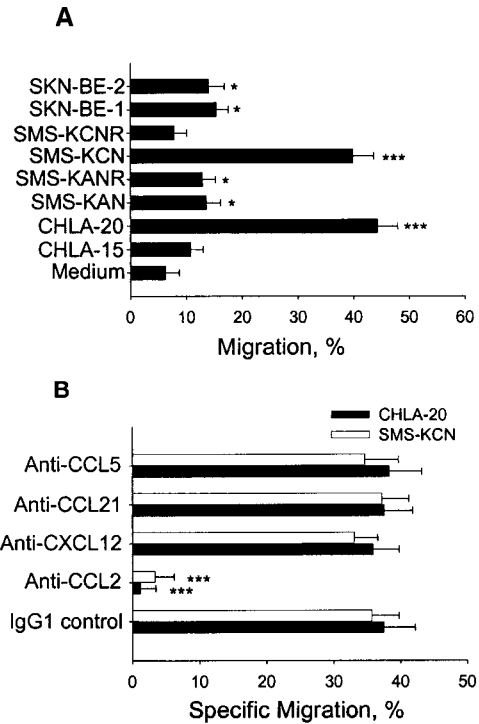 A
SKN-BE-2
*
SKN-BE-1
*
SMS-KCNR
SMS-KCN
***
SMS-KANR
*
SMS-KAN
*
CHLA-20
***
CHLA-15
Medium
0 10 20 30 40 50 60
Migration, %
B
CHLA-20
SMS-KCN
Anti-CCL5
Anti-CCL21
Anti-CXCL12
Anti-CCL2
***
***
IgG1 control
0 10 20 30 40 50
Specific Migration, %